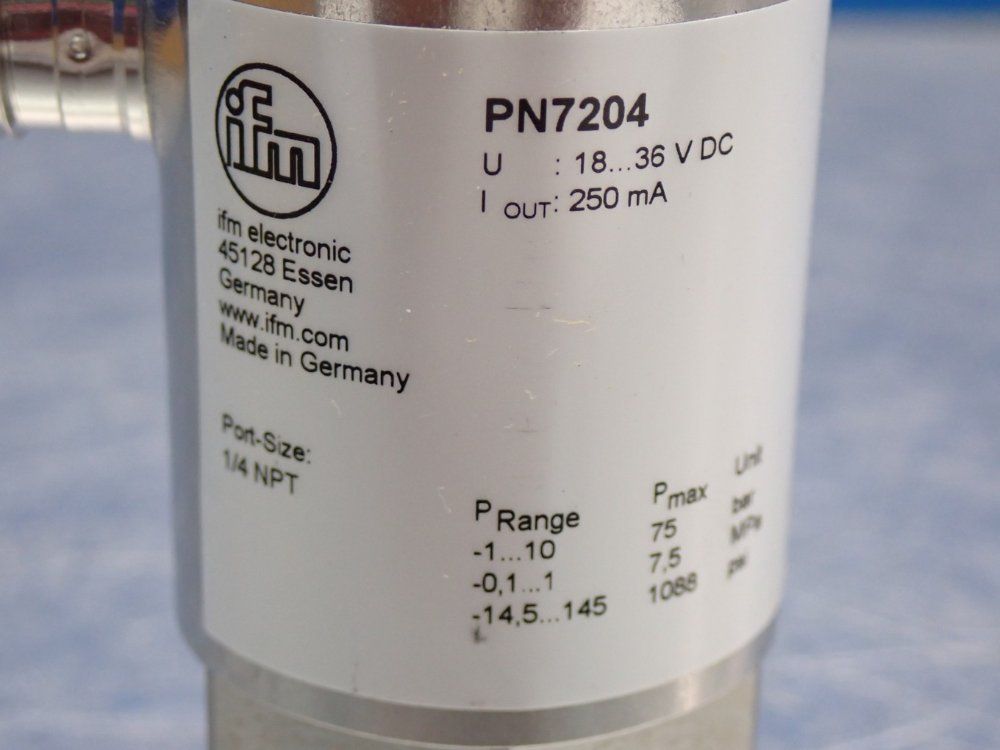 ifm
ifm electronic
45128 Essen
Germany
www.ifm.com
Made in Germany
Port-Size:
1/4 NPT
PN7204
U : 18...36 V DC
I OUT: 250 mA
P Range Pmax Unit
-1...10 75 bar
-0,1...1 7,5 MPa
-14,5...145 1088 psi